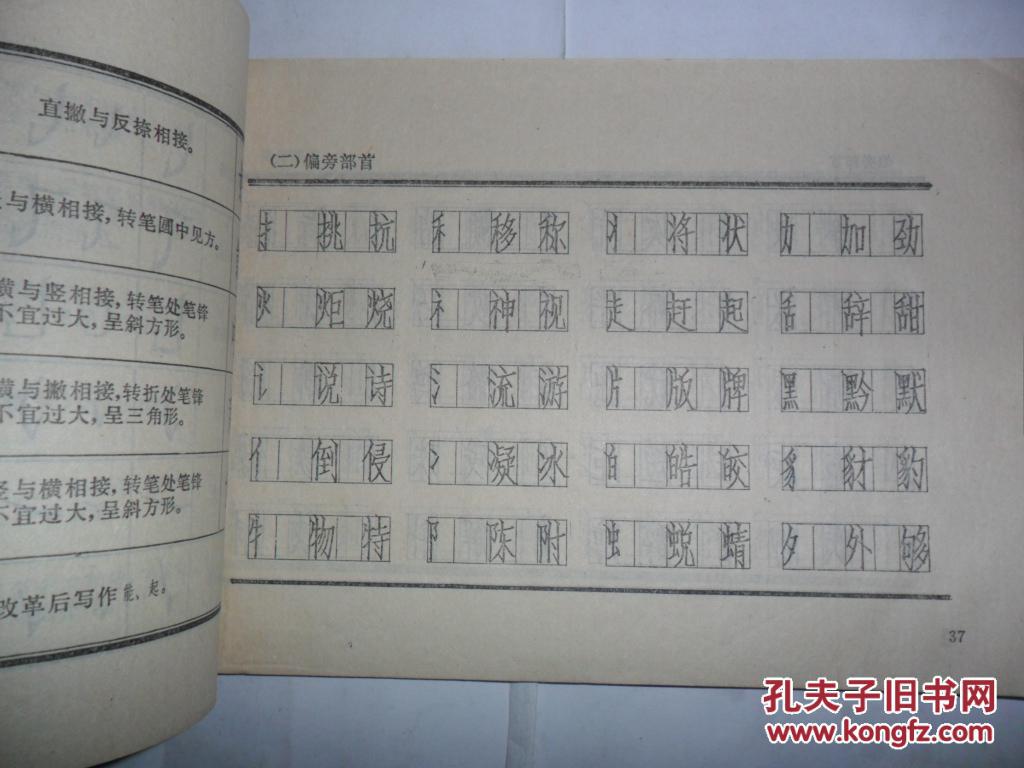 直撇与反捺相接。
与横相接，转笔圆中见方。
横与竖相接，转笔处笔锋
不宜过大，呈斜方形。
横与撇相接，转折处笔锋
不宜过大，呈三角形。
竖与横相接，转笔处笔锋
不宜过大，呈斜方形。
改革后写作能、起。
（二）偏旁部首
扌 挑 抗 禾 移 称 丬 将 状 力 加 劲
火 炬 烧 礻 神 视 走 赶 起 舌 辞 甜
讠 说 诗 氵 流 游 片 版 牌 黑 黔 默
亻 倒 侵 冫 凝 冰 白 皓 皎 豸 豺 豹
牜 物 特 阝 陈 附 虫 蜕 蜻 夕 外 够
37
孔夫子旧书网
www.kongfz.com